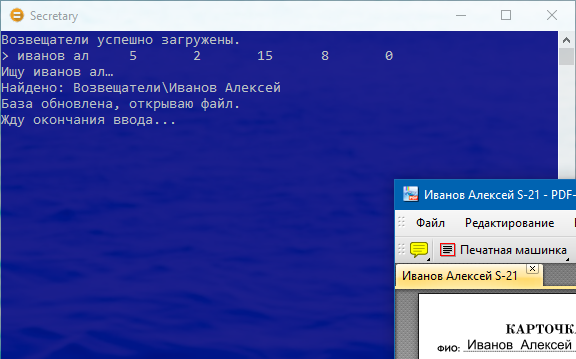 Secretary
Возвещатели успешно загружены.
> иванов ал 5 2 15 8 0
Ищу иванов ал…
Найдено: Возвещатели\Иванов Алексей
База обновлена, открываю файл.
Жду окончания ввода...
Иванов Алексей S-21 - PDF-
Файл Редактирование
Печатная машинка
Иванов Алексей S-21
КАРТОЧК
ФИО: Иванов Алексей